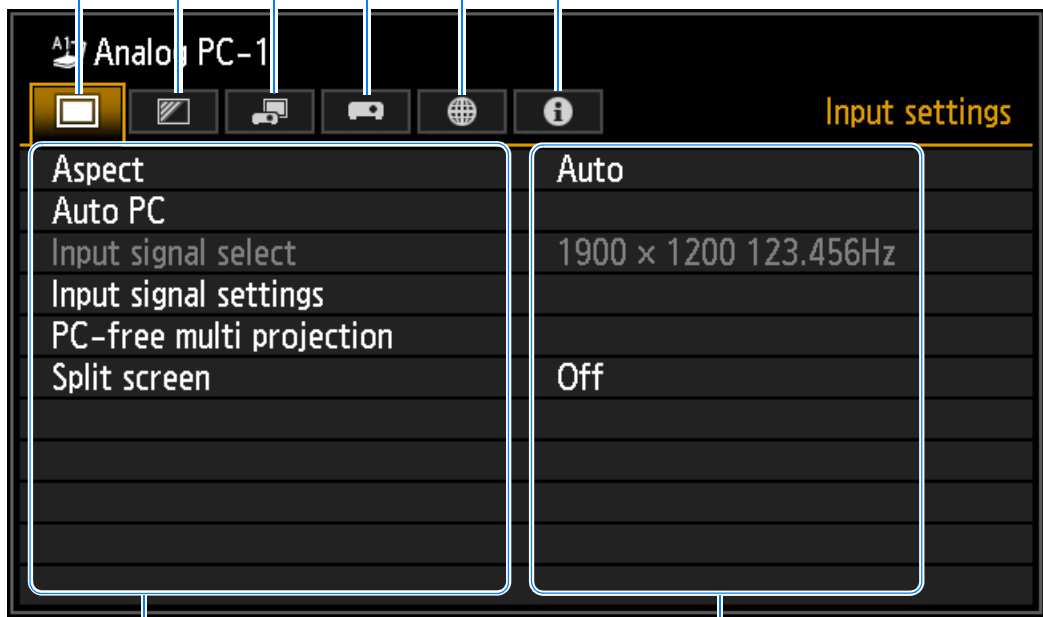 A1 Analog PC-1
Input settings
Aspect Auto
Auto PC
Input signal select 1900 × 1200 123.456Hz
Input signal settings
PC-free multi projection
Split screen Off